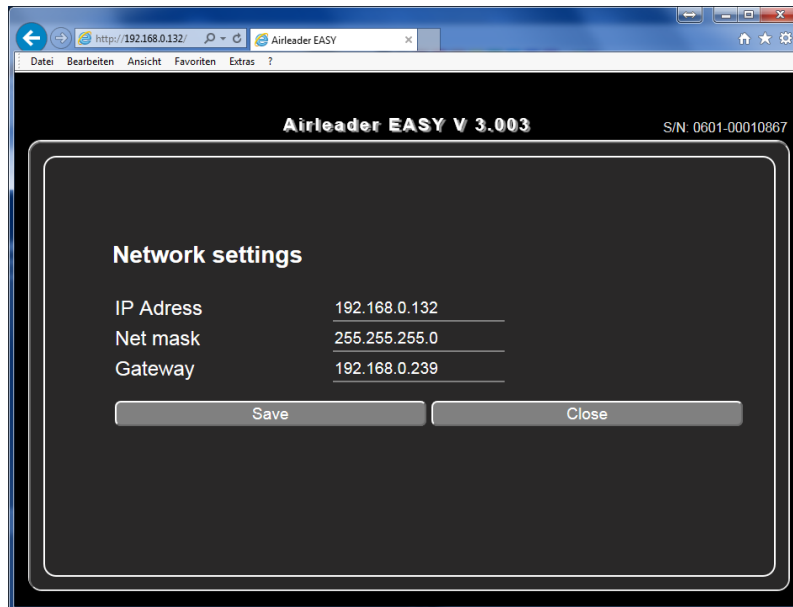 http://192.168.0.132/
Airleader EASY
Datei Bearbeiten Ansicht Favoriten Extras ?
Airleader EASY V 3.003
S/N: 0601-00010867
Network settings
IP Adress 192.168.0.132
Net mask 255.255.255.0
Gateway 192.168.0.239
Save Close